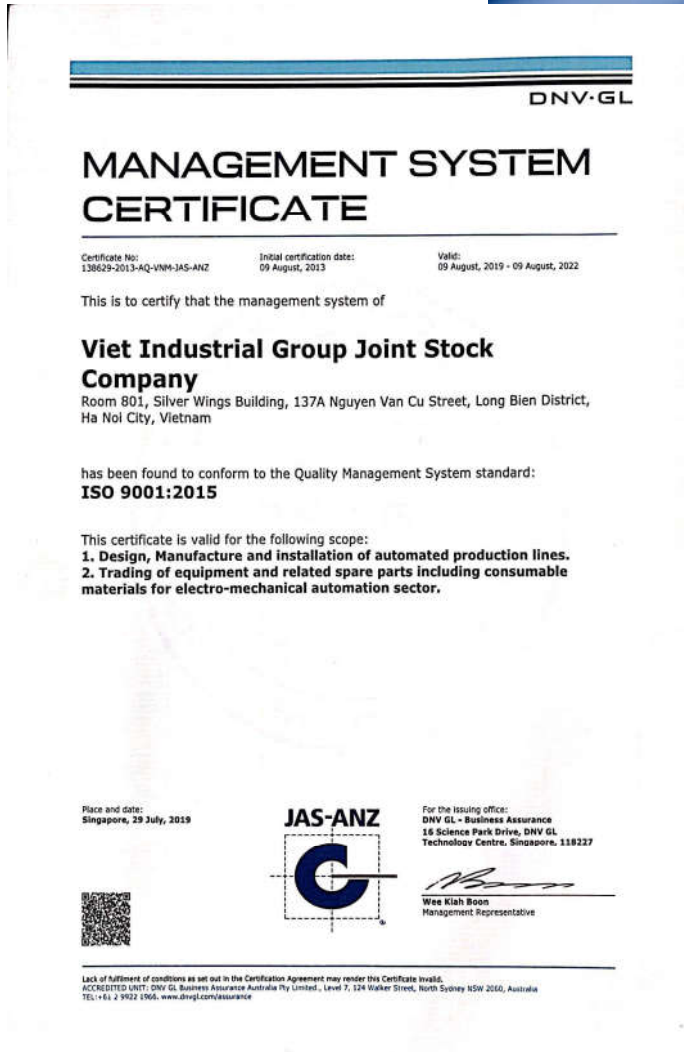 DNV·GL
MANAGEMENT SYSTEM
CERTIFICATE
Certificate No:
138629-2013-AQ-VNM-JAS-ANZ
Initial certification date:
09 August, 2013
Valid:
09 August, 2019 - 09 August, 2022
This is to certify that the management system of
Viet Industrial Group Joint Stock
Company
Room 801, Silver Wings Building, 137A Nguyen Van Cu Street, Long Bien District,
Ha Noi City, Vietnam
has been found to conform to the Quality Management System standard:
ISO 9001:2015
This certificate is valid for the following scope:
1. Design, Manufacture and installation of automated production lines.
2. Trading of equipment and related spare parts including consumable
materials for electro-mechanical automation sector.
Place and date:
Singapore, 29 July, 2019
JAS-ANZ
®
For the issuing office:
DNV GL - Business Assurance
16 Science Park Drive, DNV GL
Technology Centre, Singapore, 118227
Wee Kiah Boon
Management Representative
Lack of fulfilment of conditions as set out in the Certification Agreement may render this Certificate invalid.
ACCREDITED UNIT: DNV GL Business Assurance Australia Pty Limited., Level 7, 124 Walker Street, North Sydney NSW 2060, Australia
TEL:+61 2 9922 1966. www.dnvgl.com/assurance